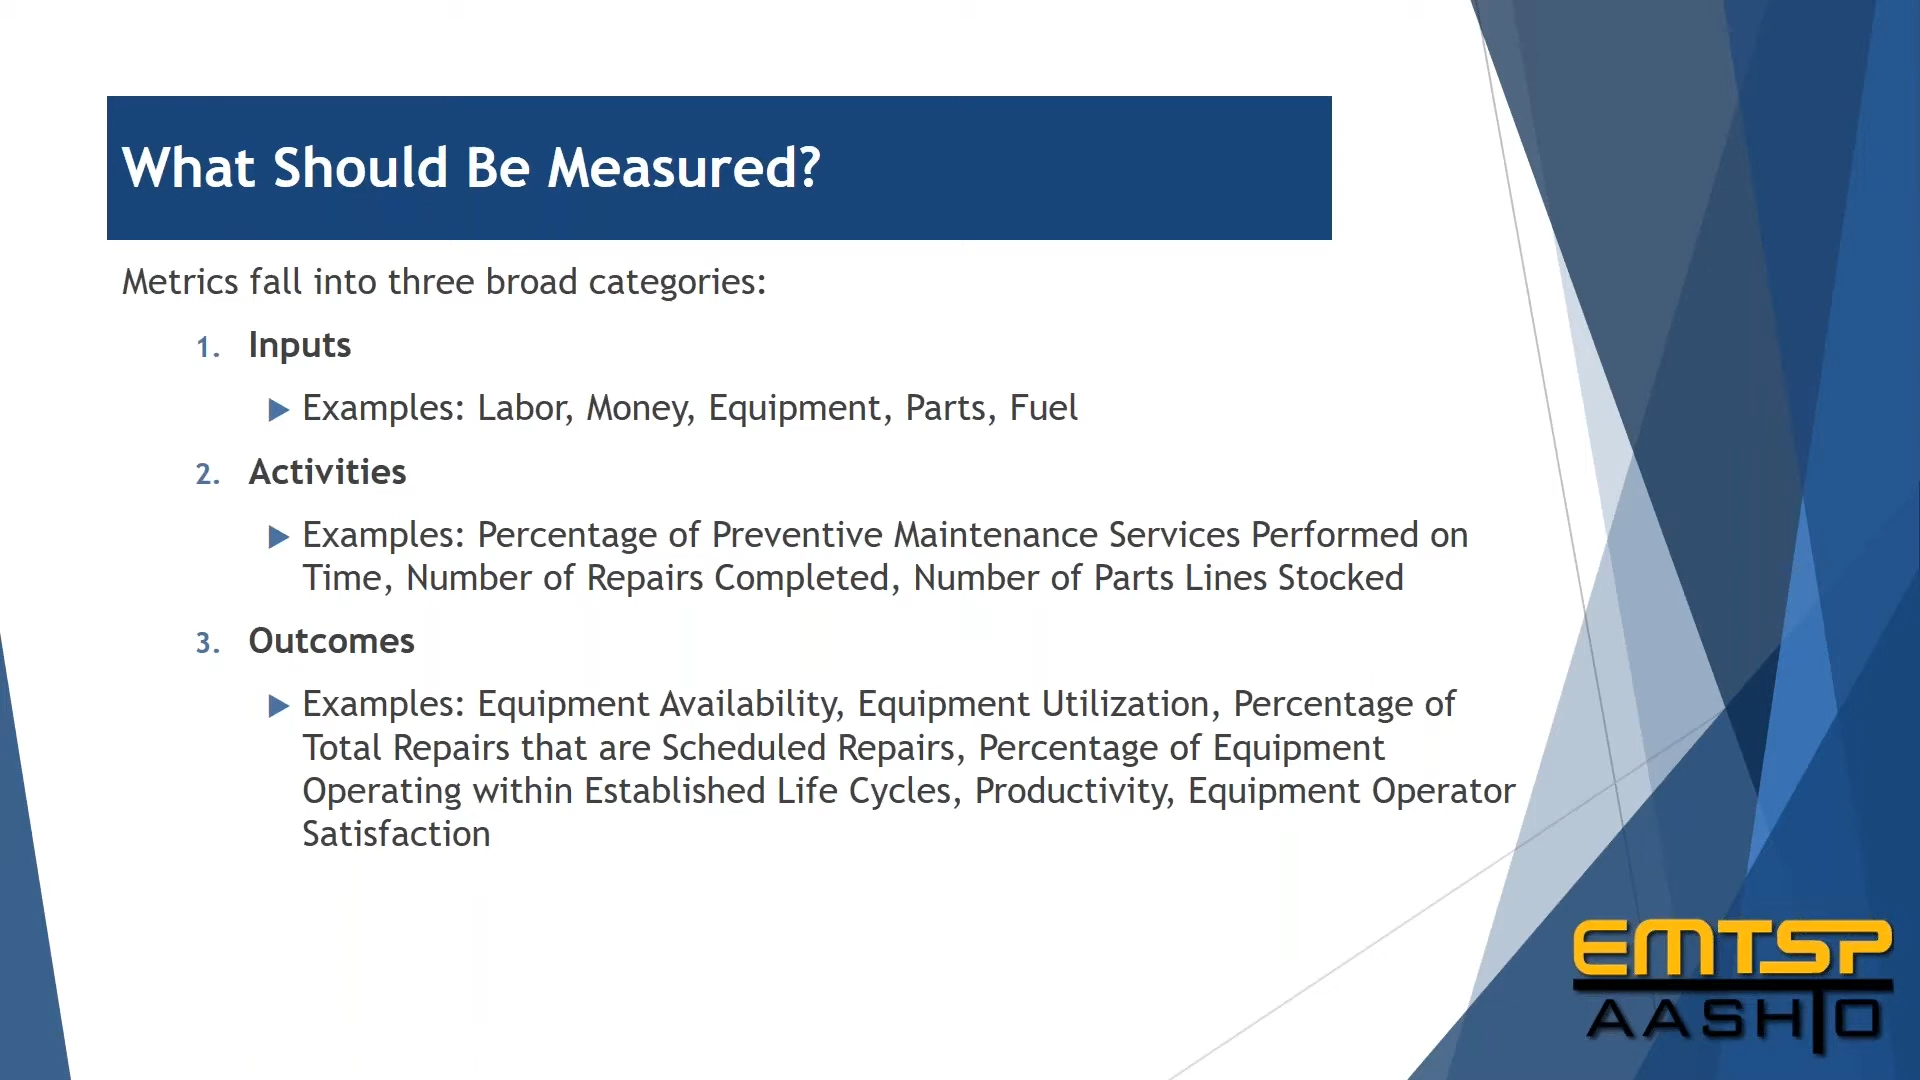 What Should Be Measured?
Metrics fall into three broad categories:
1. Inputs
Examples: Labor, Money, Equipment, Parts, Fuel
2. Activities
Examples: Percentage of Preventive Maintenance Services Performed on
Time, Number of Repairs Completed, Number of Parts Lines Stocked
3. Outcomes
Examples: Equipment Availability, Equipment Utilization, Percentage of
Total Repairs that are Scheduled Repairs, Percentage of Equipment
Operating within Established Life Cycles, Productivity, Equipment Operator
Satisfaction
EMTSP
AASHTO